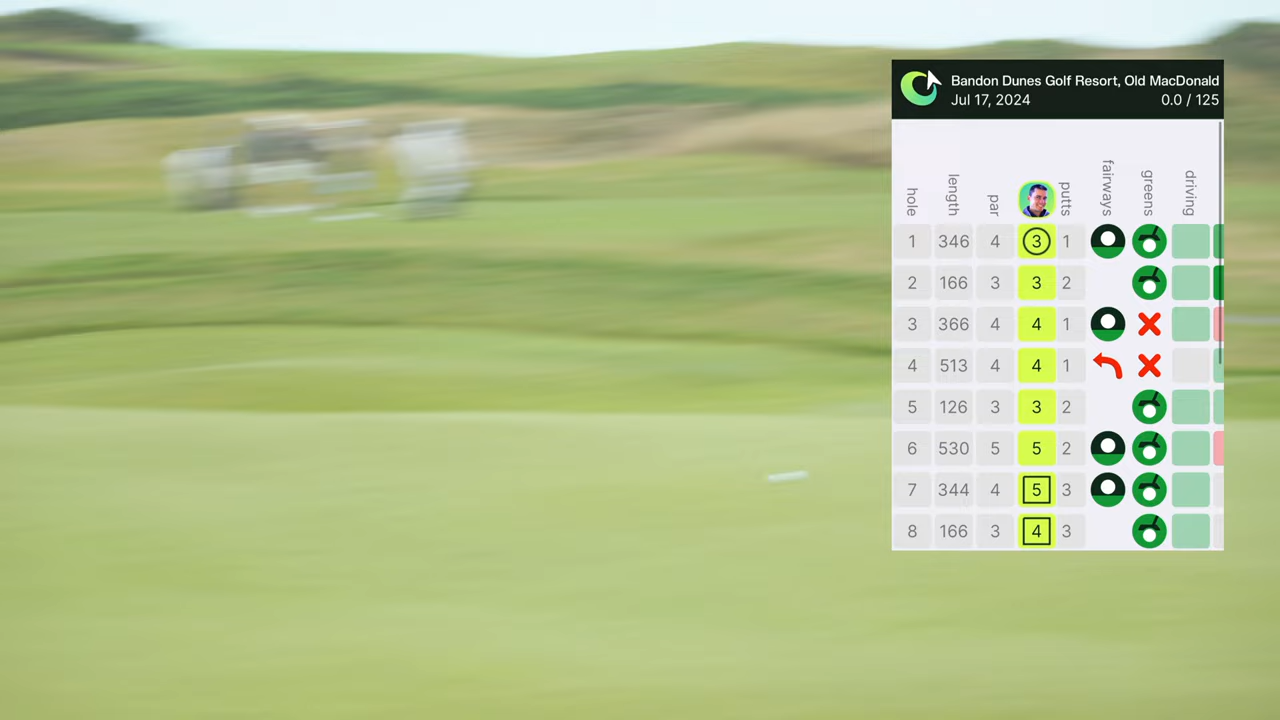 Bandon Dunes Golf Resort, Old MacDonald
Jul 17, 2024 0.0 / 125
hole length par putts fairways greens driving
1 346 4 3 1
2 166 3 3 2
3 366 4 4 1
4 513 4 4 1
5 126 3 3 2
6 530 5 5 2
7 344 4 5 3
8 166 3 4 3